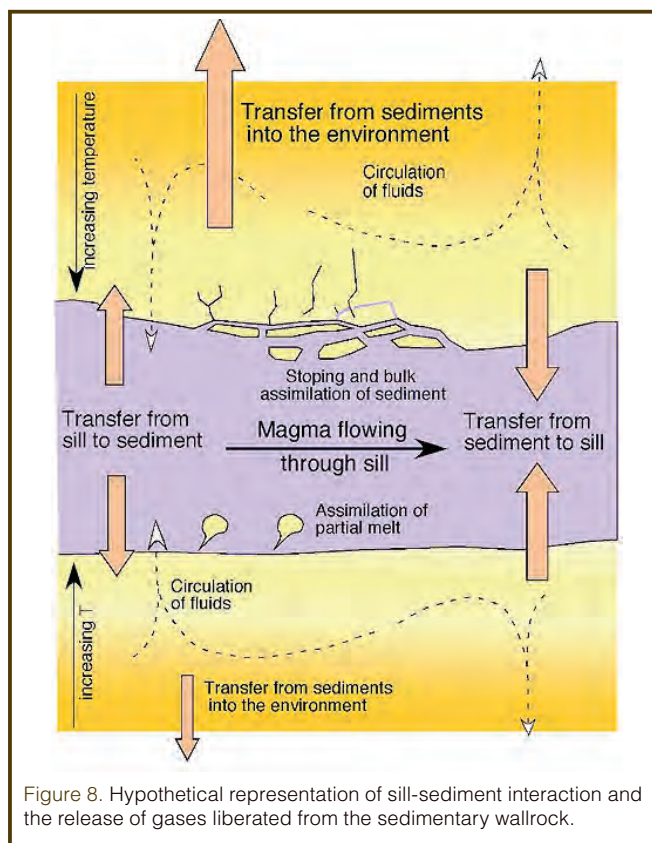 Transfer from sediments
into the environment
increasing temperature
Circulation
of fluids
Stoping and bulk
assimilation of sediment
Transfer from
sill to sediment
Magma flowing
through sill
Transfer from
sediment to sill
Assimilation of
partial melt
Circulation
of fluids
increasing T
Transfer from sediments
into the environment
Figure 8. Hypothetical representation of sill-sediment interaction and
the release of gases liberated from the sedimentary wallrock.